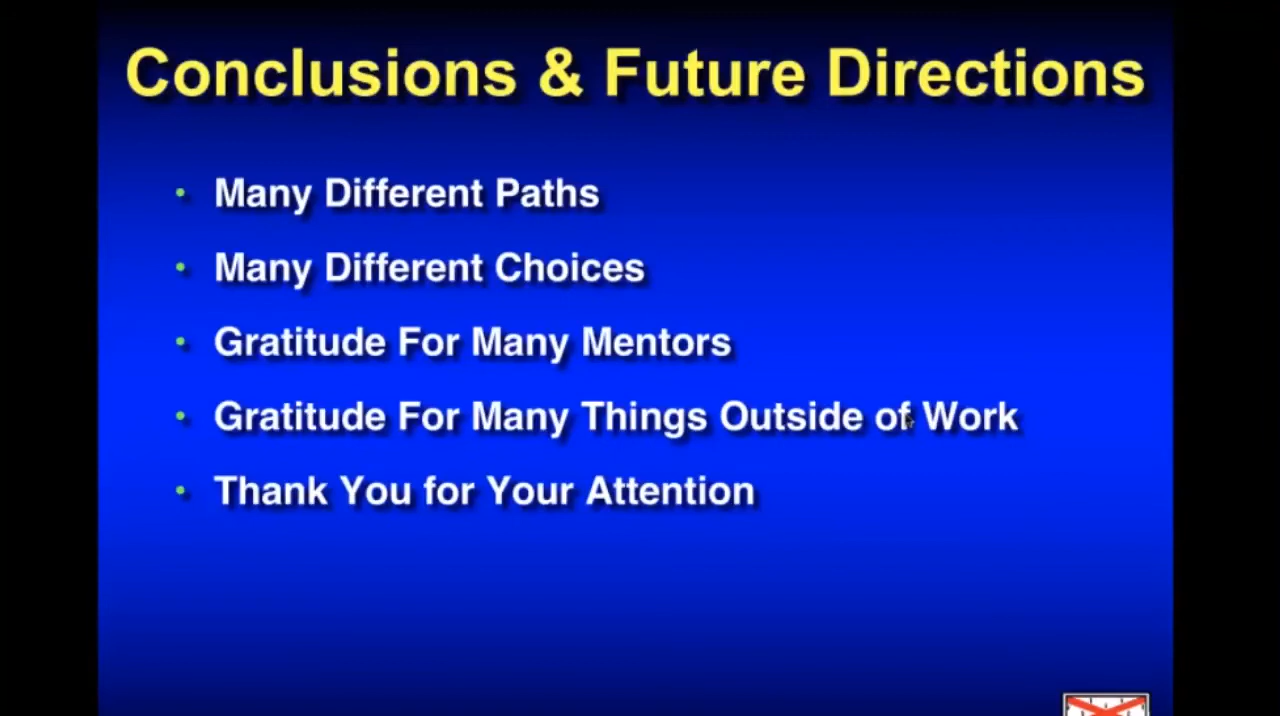 Conclusions & Future Directions
• Many Different Paths
• Many Different Choices
• Gratitude For Many Mentors
• Gratitude For Many Things Outside of Work
• Thank You for Your Attention